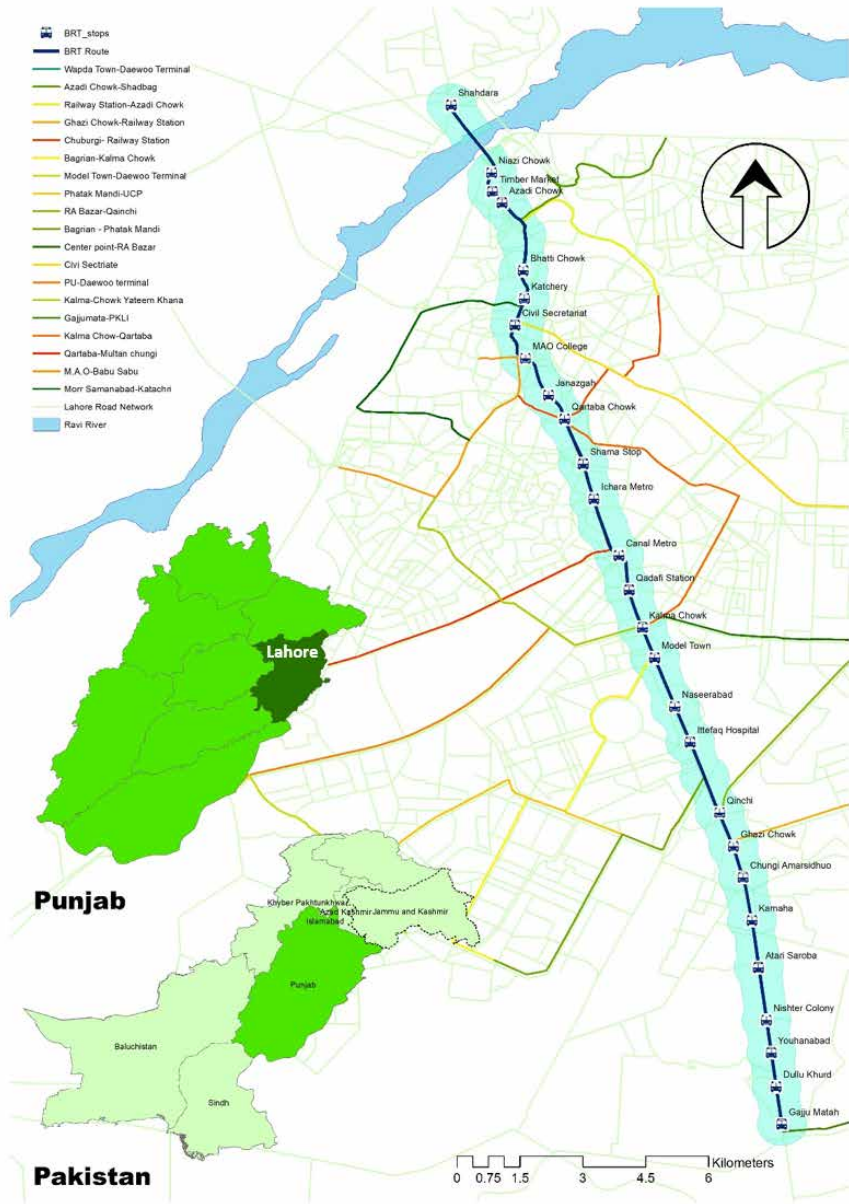 BRT_stops
BRT Route
Wapda Town-Daewoo Terminal
Azadi Chowk-Shadbag
Railway Station-Azadi Chowk
Ghazi Chowk-Railway Station
Chuburgi- Railway Station
Bagrian-Kalma Chowk
Model Town-Daewoo Terminal
Phatak Mandi-UCP
RA Bazar-Qainchi
Bagrian - Phatak Mandi
Center point-RA Bazar
Civi Sectriate
PU-Daewoo terminal
Kalma-Chowk Yateem Khana
Gajjumata-PKLI
Kalma Chow-Qartaba
Qartaba-Multan chungi
M.A.O-Babu Sabu
Morr Samanabad-Katachri
Lahore Road Network
Ravi River
Shahdara
Niazi Chowk
Timber Market
Azadi Chowk
Bhatti Chowk
Katchery
Civil Secretariat
MAO College
Janazgah
Qartaba Chowk
Shama Stop
Ichara Metro
Canal Metro
Qadafi Station
Kalma Chowk
Model Town
Naseerabad
Ittefaq Hospital
Qinchi
Ghazi Chowk
Chungi Amarsidhuo
Kamaha
Atari Saroba
Nishter Colony
Youhanabad
Dullu Khurd
Gajju Matah
Lahore
Punjab
Khyber Pakhtunkhwa
Azad Kashmir
Jammu and Kashmir
Islamabad
Punjab
Baluchistan
Sindh
Pakistan
Kilometers
0 0.75 1.5 3 4.5 6